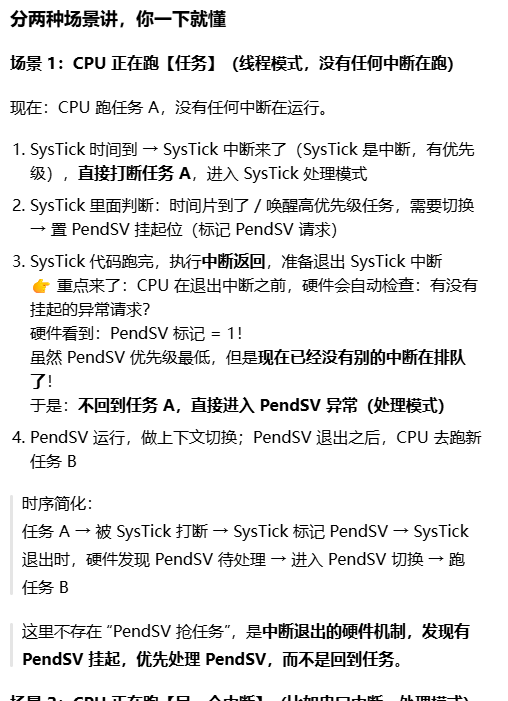 分两种场景讲，你一下就懂
场景 1：CPU 正在跑【任务】（线程模式，没有任何中断在跑）
现在：CPU 跑任务 A，没有任何中断在运行。
1. SysTick 时间到 → SysTick 中断来了（SysTick 是中断，有优先
级），直接打断任务 A，进入 SysTick 处理模式
2. SysTick 里面判断：时间片到了 / 唤醒高优先级任务，需要切换
→ 置 PendSV 挂起位（标记 PendSV 请求）
3. SysTick 代码跑完，执行中断返回，准备退出 SysTick 中断
👉 重点来了：CPU 在退出中断之前，硬件会自动检查：有没有
挂起的异常请求？
硬件看到：PendSV 标记 = 1！
虽然 PendSV 优先级最低，但是现在已经没有别的中断在排队
了！
于是：不回到任务 A，直接进入 PendSV 异常（处理模式）
4. PendSV 运行，做上下文切换；PendSV 退出之后，CPU 去跑新
任务 B
时序简化：
任务 A → 被 SysTick 打断 → SysTick 标记 PendSV → SysTick
退出时，硬件发现 PendSV 待处理 → 进入 PendSV 切换 → 跑
任务 B
这里不存在 “PendSV 抢任务”，是中断退出的硬件机制，发现有
PendSV 挂起，优先处理 PendSV，而不是回到任务。